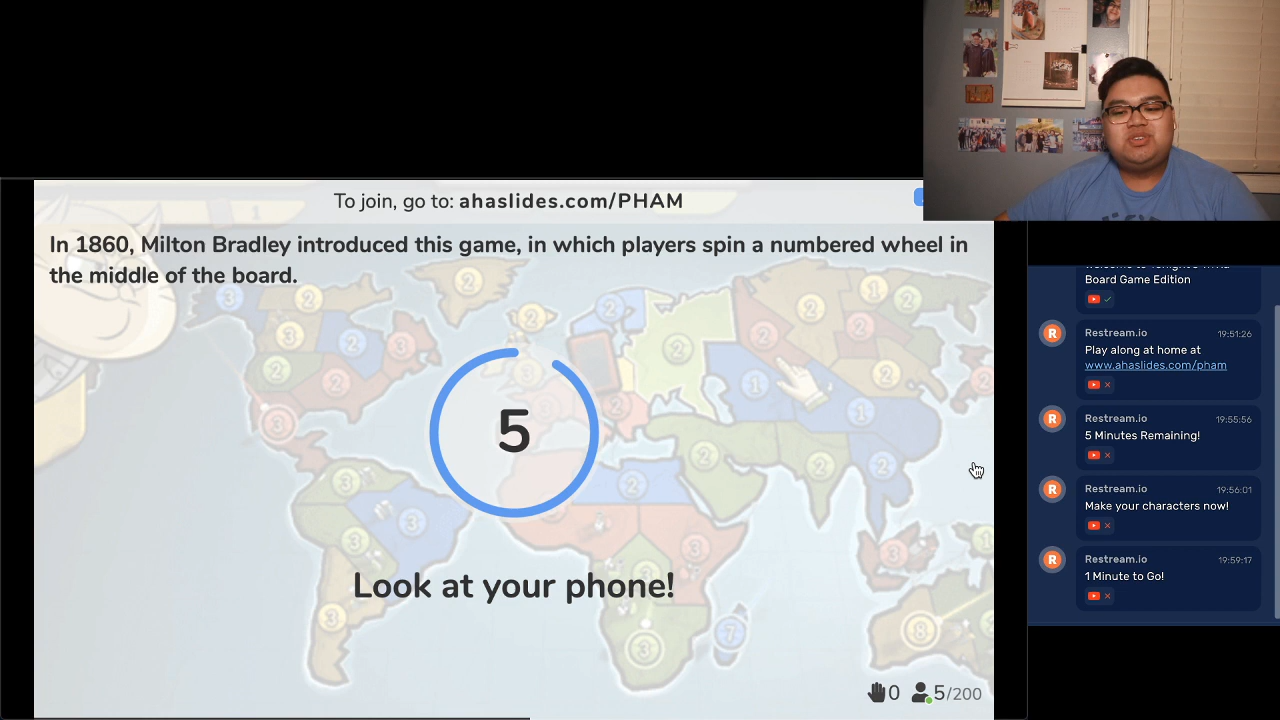 To join, go to: ahaslides.com/PHAM
In 1860, Milton Bradley introduced this game, in which players spin a numbered wheel in
the middle of the board.
5
Look at your phone!
0 5/200
Board Game Edition
Restream.io 19:51:26
Play along at home at
www.ahaslides.com/pham
Restream.io 19:55:56
5 Minutes Remaining!
Restream.io 19:56:01
Make your characters now!
Restream.io 19:59:17
1 Minute to Go!